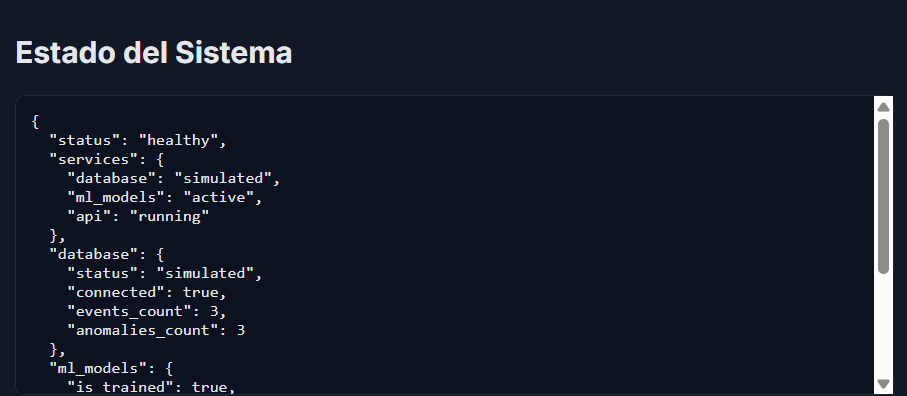 Estado del Sistema
{
  "status": "healthy",
  "services": {
    "database": "simulated",
    "ml_models": "active",
    "api": "running"
  },
  "database": {
    "status": "simulated",
    "connected": true,
    "events_count": 3,
    "anomalies_count": 3
  },
  "ml_models": {
    "is_trained": true,